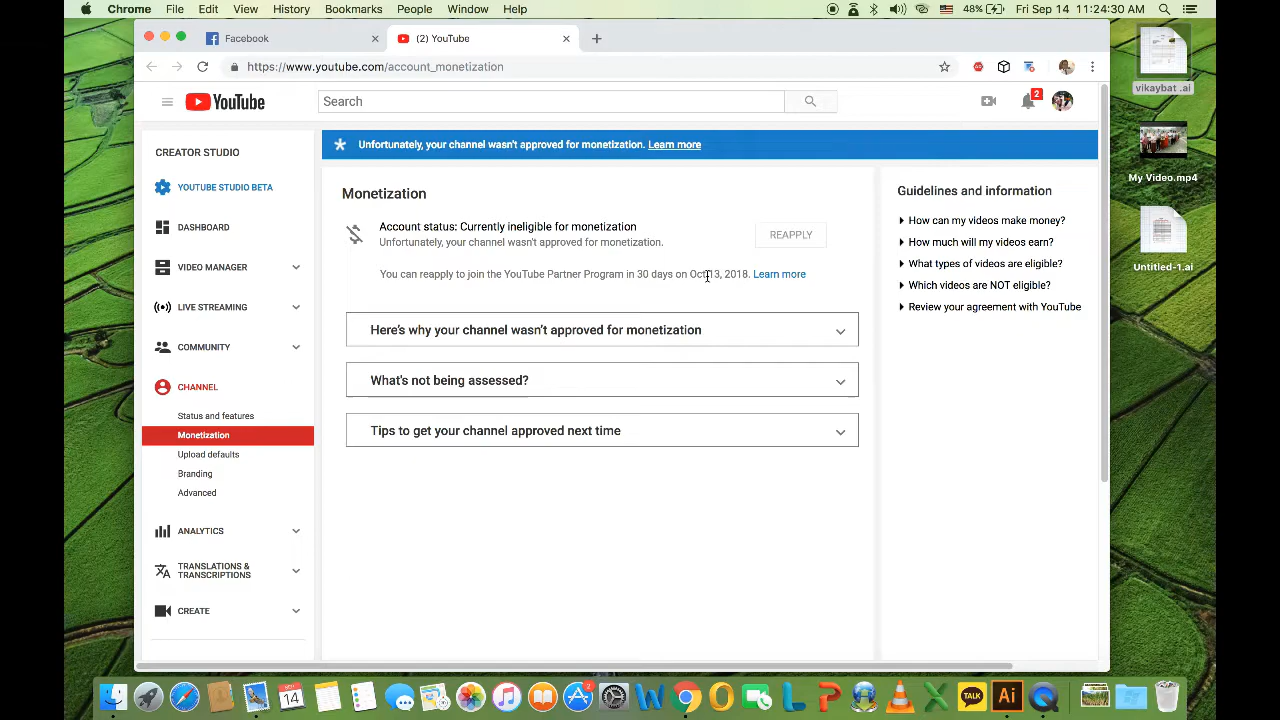 Chrome File Edit View History Bookmarks People Window Help
48% Fri Sep 14 11:24:30 AM
Facebook
(2) YouTube
YouTube
Search
2
CREATOR STUDIO
YOUTUBE STUDIO BETA
DASHBOARD
VIDEO MANAGER
LIVE STREAMING
COMMUNITY
CHANNEL
Status and features
Monetization
Upload defaults
Branding
Advanced
ANALYTICS
TRANSLATIONS &
TRANSCRIPTIONS
CREATE
Unfortunately, your channel wasn't approved for monetization. Learn more
Monetization
Account status: currently ineligible for monetization.
Unfortunately, your channel wasn't approved for monetization.
REAPPLY
You can reapply to join the YouTube Partner Program in 30 days on Oct 13, 2018. Learn more
Here's why your channel wasn't approved for monetization
What's not being assessed?
Tips to get your channel approved next time
Guidelines and information
How can my videos make money?
How much will my videos earn?
What types of videos are eligible?
Which videos are NOT eligible?
Review your agreement with YouTube
vikaybat .ai
My Video.mp4
Untitled-1.ai
14
TALK
Ai